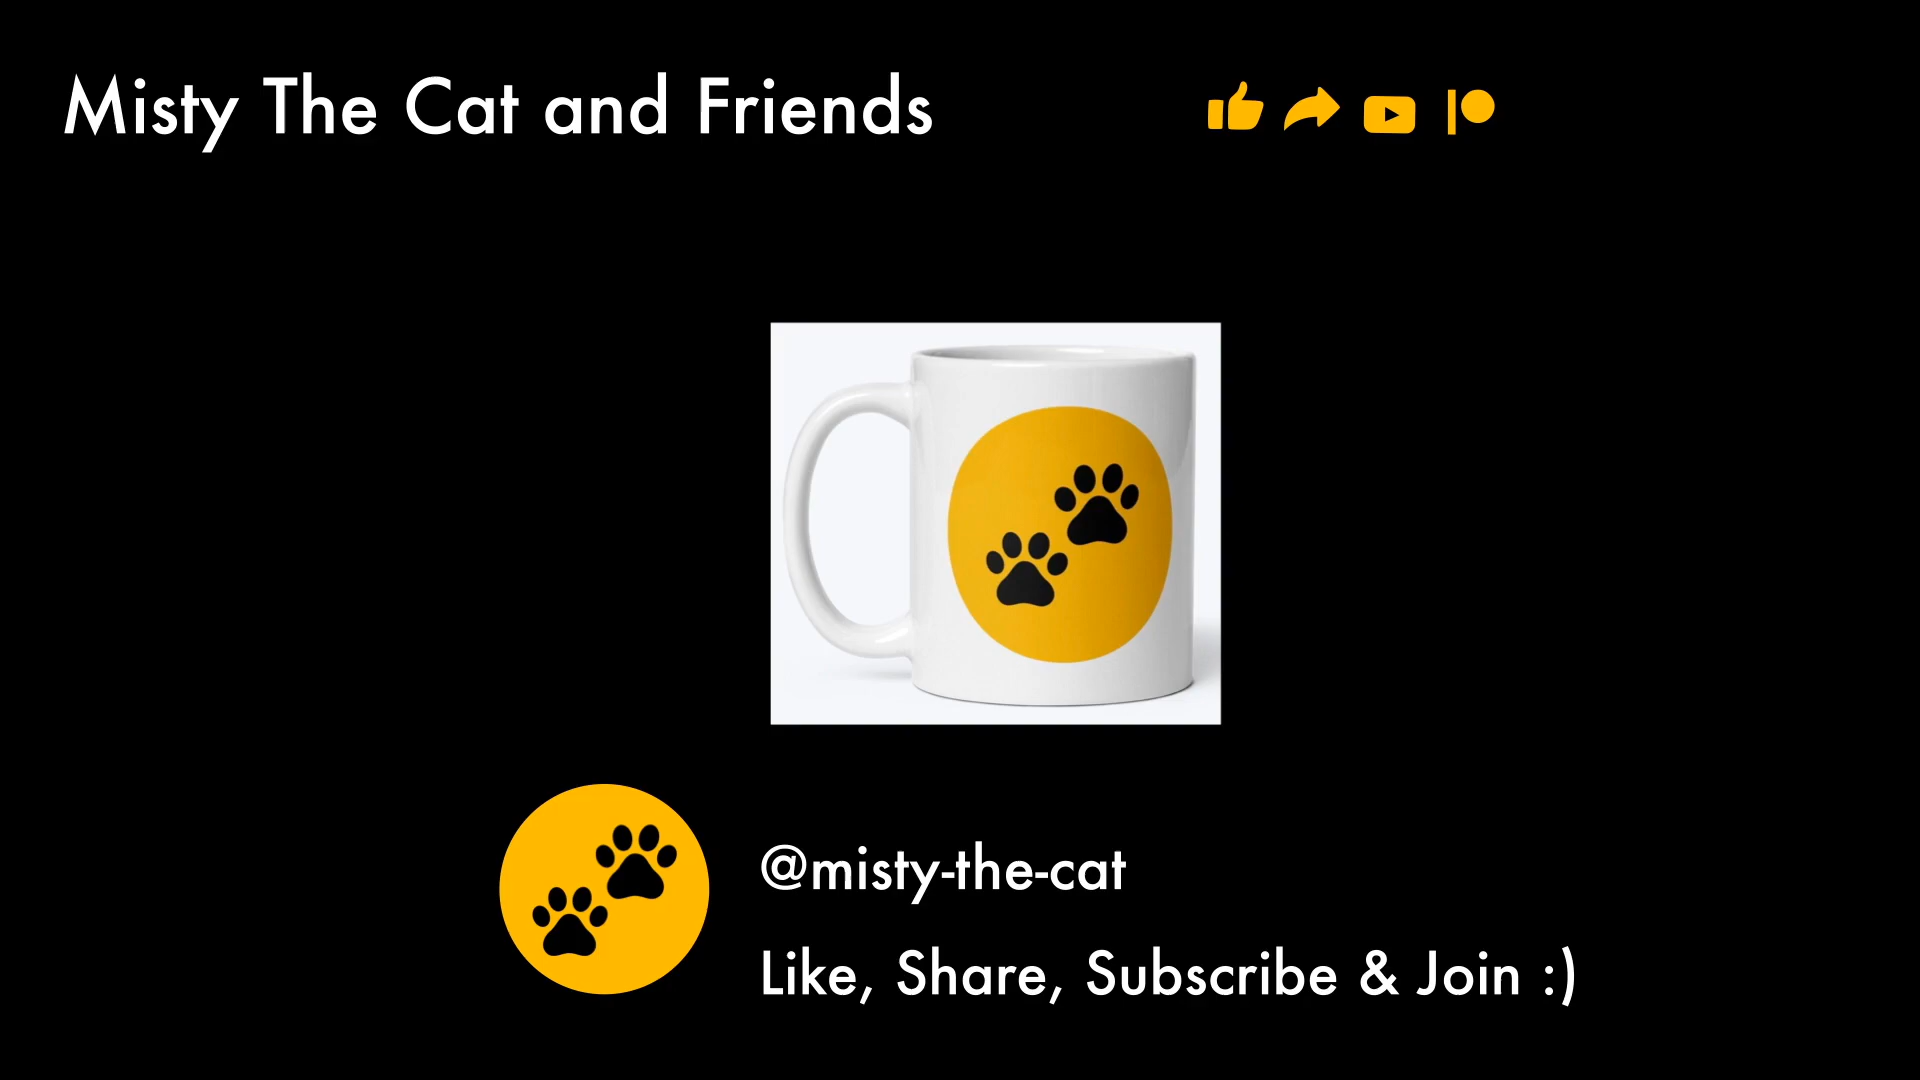 Misty The Cat and Friends
@misty-the-cat
Like, Share, Subscribe & Join :)